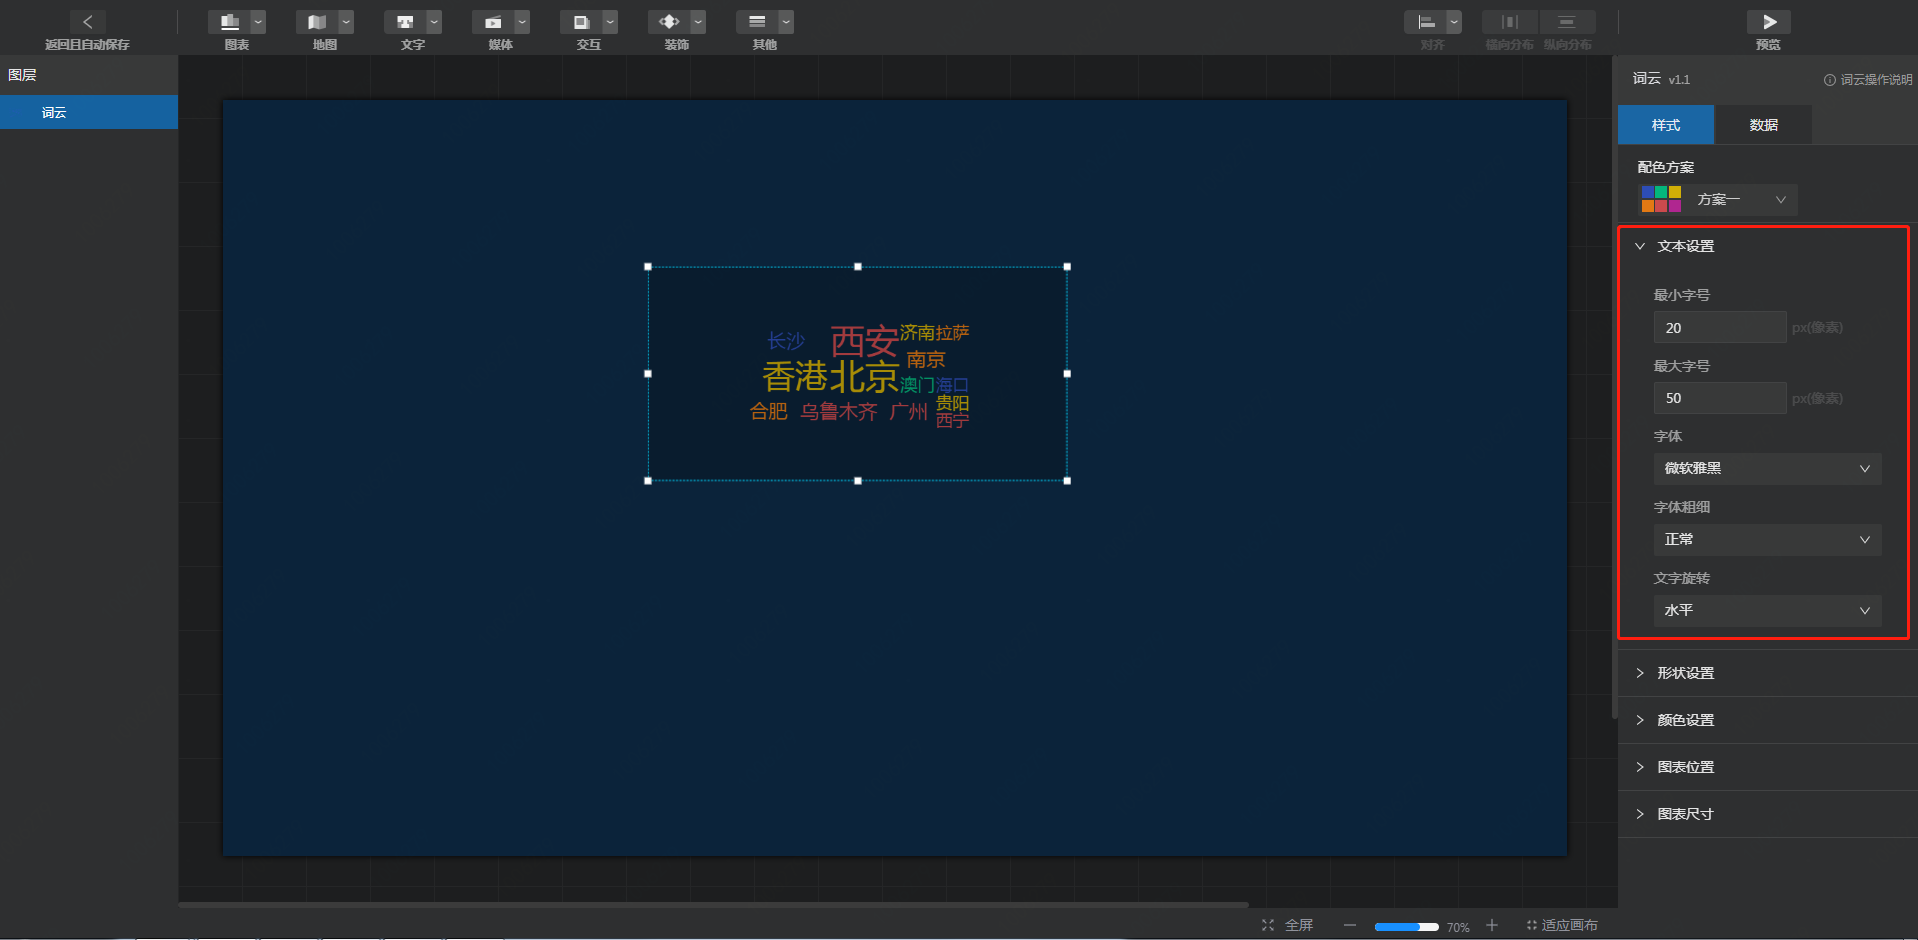 返回且自动保存
图表
地图
文字
媒体
交互
装饰
其他
对齐
横向分布
纵向分布
预览
图层
词云
长沙
西安
济南
拉萨
南京
香港
北京
澳门
海口
贵阳
合肥
乌鲁木齐
广州
西宁
词云 v1.1
词云操作说明
样式
数据
配色方案
方案一
文本设置
最小字号
20 px(像素)
最大字号
50 px(像素)
字体
微软雅黑
字体粗细
正常
文字旋转
水平
形状设置
颜色设置
图表位置
图表尺寸
全屏
70%
适应画布